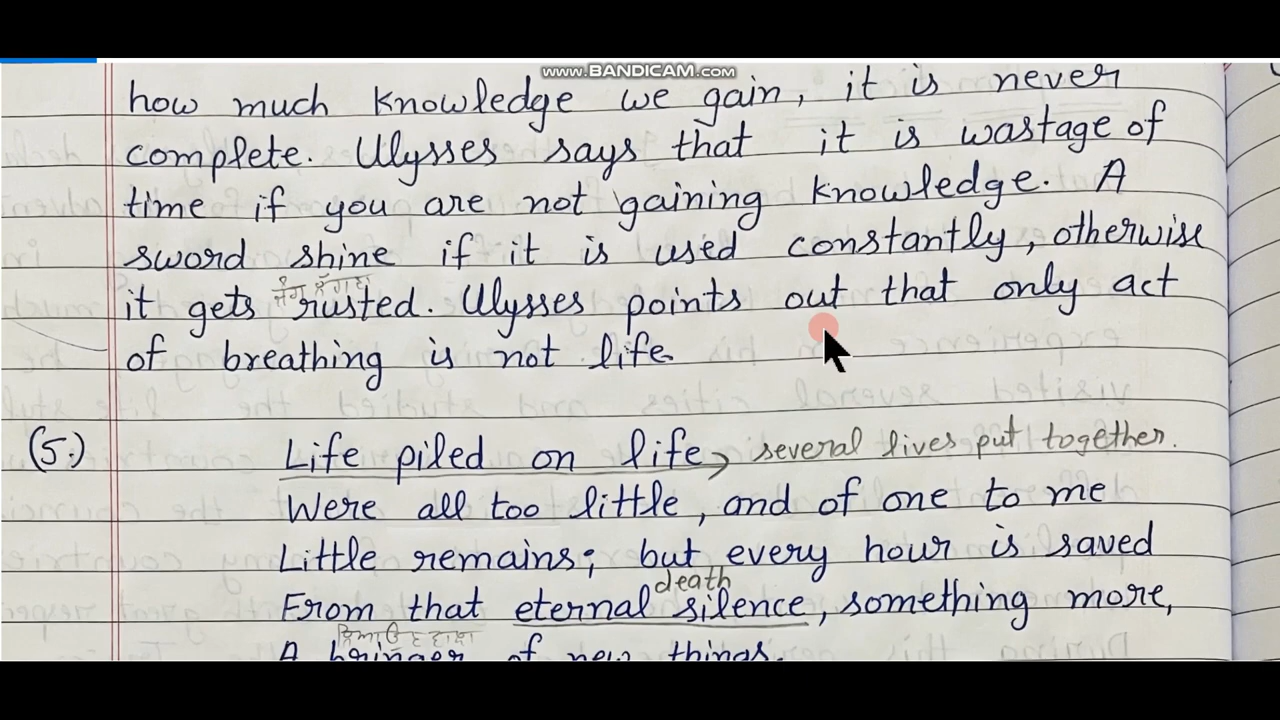 www.BANDICAM.com
how much knowledge we gain, it is never
complete. Ulysses says that it is wastage of
time if you are not gaining knowledge. A
sword shine if it is used constantly, otherwise
it gets rusted. Ulysses points out that only act
of breathing is not life
(5.) Life piled on life, several lives put together.
Were all too little, and of one to me
Little remains; but every hour is saved
death
From that eternal silence, something more,
A bringer of new things.